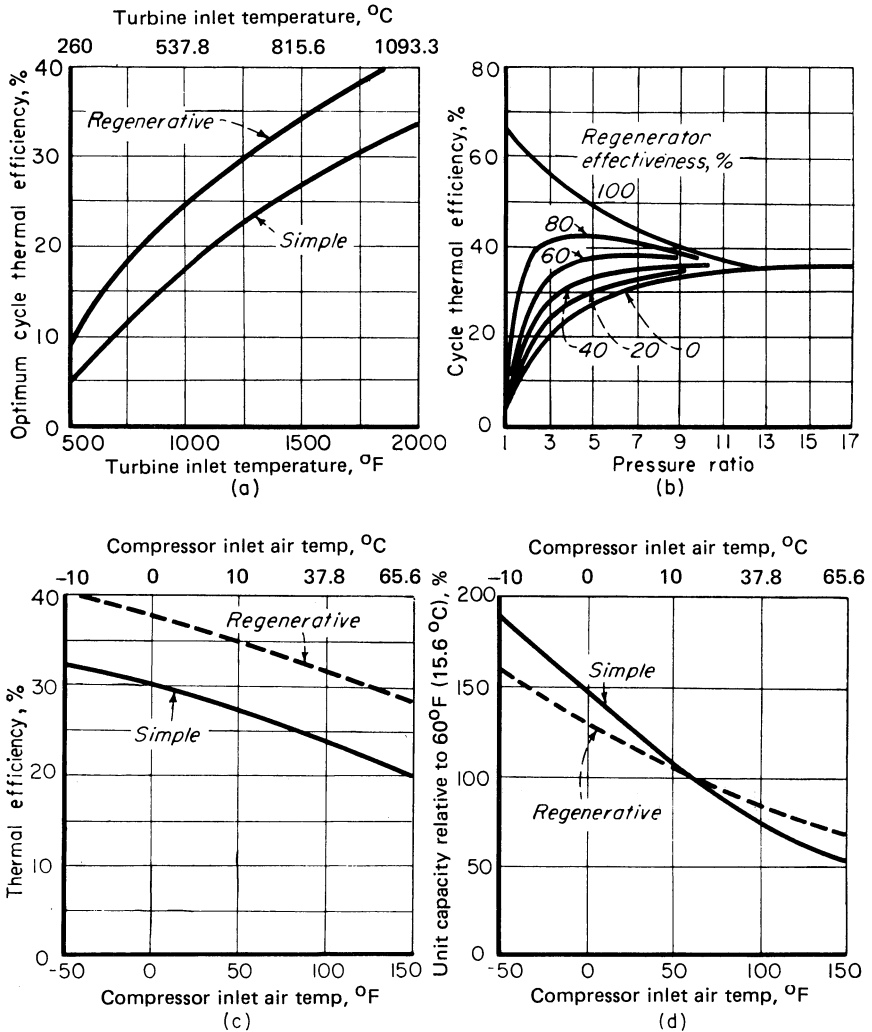 Turbine inlet temperature, °C
260 537.8 815.6 1093.3
Optimum cycle thermal efficiency, %
40
30
20
10
0
Regenerative
Simple
500 1000 1500 2000
Turbine inlet temperature, °F
(a)
Cycle thermal efficiency, %
80
60
40
20
0
Regenerator
effectiveness, %
100
80
60
40 20 0
1 3 5 7 9 11 13 15 17
Pressure ratio
(b)
Compressor inlet air temp, °C
-10 0 10 37.8 65.6
Thermal efficiency, %
40
30
20
10
0
Regenerative
Simple
-50 0 50 100 150
Compressor inlet air temp, °F
(c)
Compressor inlet air temp, °C
-10 0 10 37.8 65.6
Unit capacity relative to 60°F (15.6 °C), %
200
150
100
50
0
Simple
Regenerative
-50 0 50 100 150
Compressor inlet air temp, °F
(d)